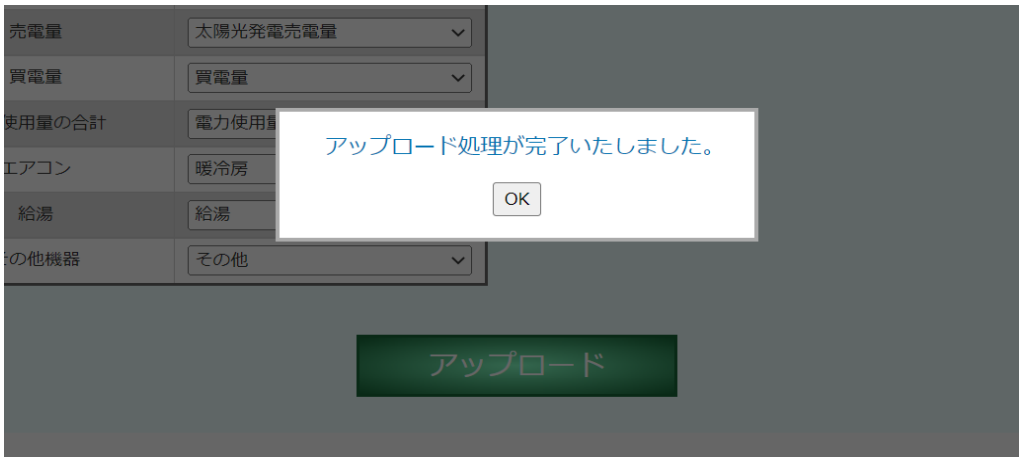 売電量 太陽光発電売電量
買電量 買電量
使用量の合計 電力使用量
エアコン 暖冷房
給湯 給湯
その他機器 その他
アップロード処理が完了いたしました。
OK
アップロード